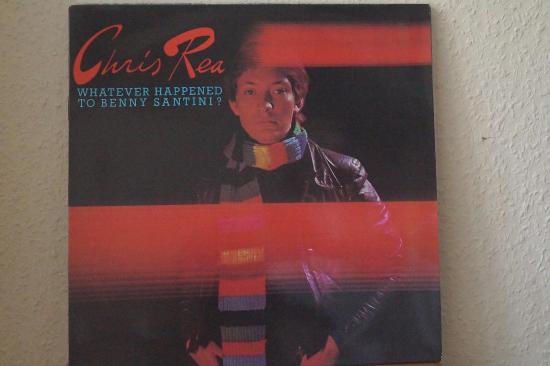 Chris Rea
WHATEVER HAPPENED
TO BENNY SANTINI?